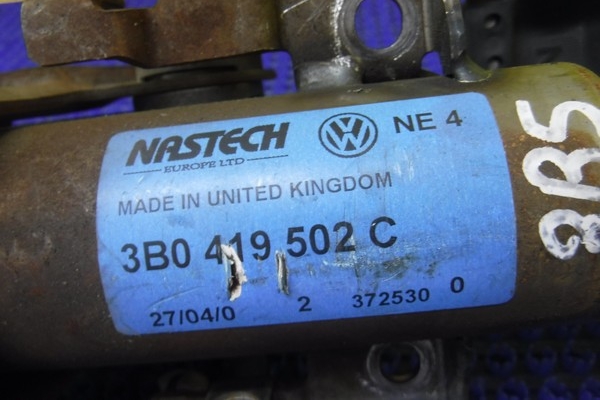 NASTECH
EUROPE LTD
NE 4
MADE IN UNITED KINGDOM
3B0 419 502 C
27/04/0 2 372530 0
3B5